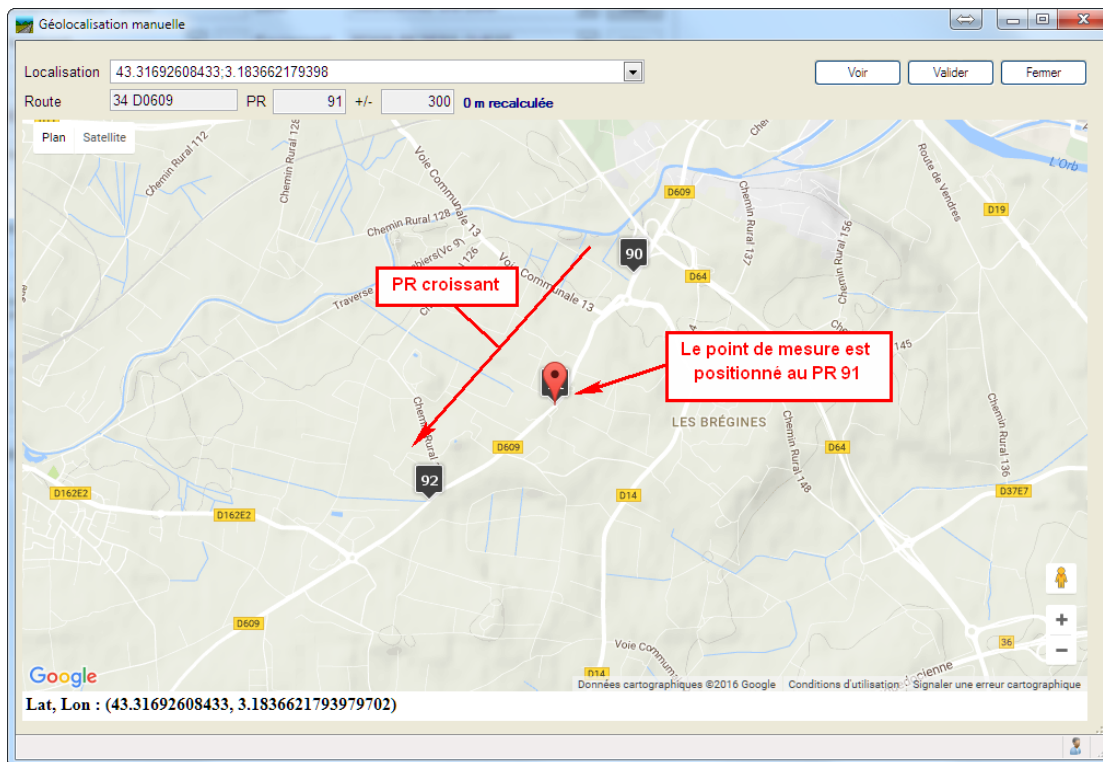 Géolocalisation manuelle
Localisation 43.31692608433;3.183662179398 Voir Valider Fermer
Route 34 D0609 PR 91 +/- 300 0 m recalculée
Plan Satellite
Chemin Rural 112
Chemin Rural 128
Voie Communale 13
Route de Vendres
L'Orb
D609
D19
Chemin Rural 128
Chemin Rural 137
Chemin Rural 156
90
D64
PR croissant
Traverse
Voie Communale 13
145
Le point de mesure est
positionné au PR 91
LES BRÉGINES
Chemin Rural
D609
D64
Chemin Rural 148
Chemin Rural 136
92
D162E2
D14
D37E7
D162E2
D609
36
Voie Commu
D14
Google
Données cartographiques ©2016 Google Conditions d'utilisation Signaler une erreur cartographique
Lat, Lon : (43.31692608433, 3.1836621793979702)